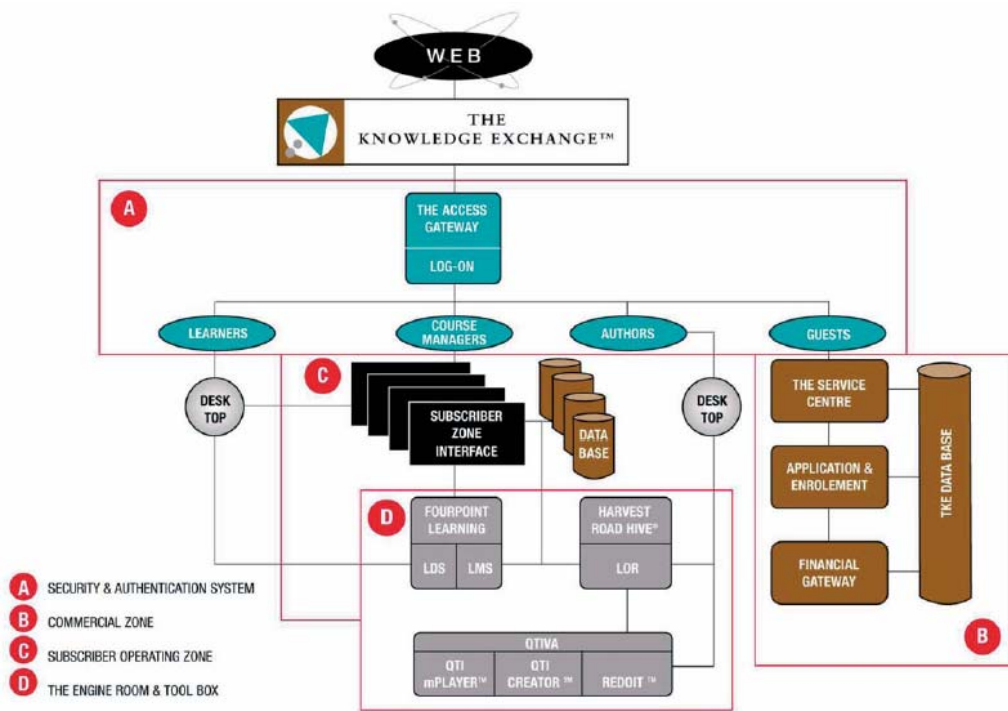 WEB
THE
KNOWLEDGE EXCHANGE™
A
THE ACCESS
GATEWAY
LOG-ON
LEARNERS
COURSE
MANAGERS
AUTHORS
GUESTS
C
DESK
TOP
SUBSCRIBER
ZONE
INTERFACE
DATA
BASE
DESK
TOP
THE SERVICE
CENTRE
APPLICATION &
ENROLEMENT
FINANCIAL
GATEWAY
TKE DATA BASE
B
D
FOURPOINT
LEARNING
LDS
LMS
HARVEST
ROAD HIVE®
LOR
QTIVA
QTI
mPLAYER™
QTI
CREATOR ™
REDOIT ™
A SECURITY & AUTHENTICATION SYSTEM
B COMMERCIAL ZONE
C SUBSCRIBER OPERATING ZONE
D THE ENGINE ROOM & TOOL BOX